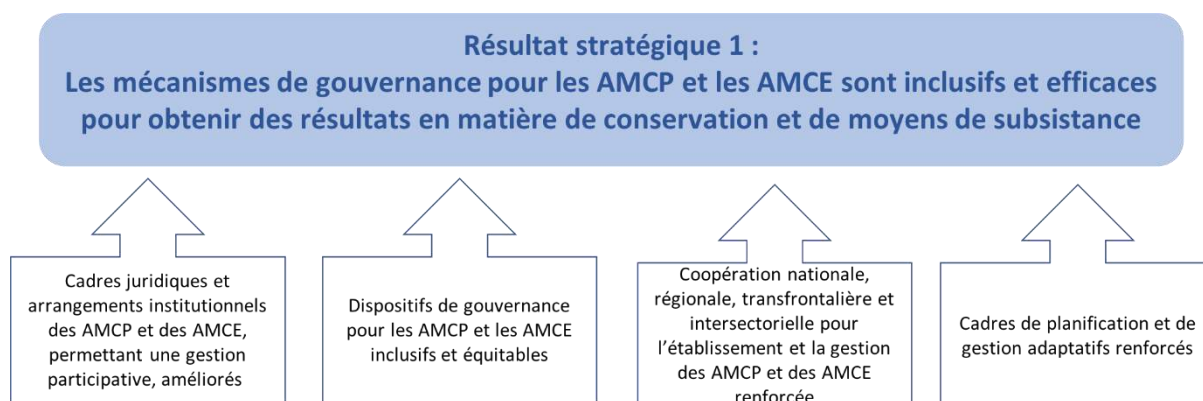 Résultat stratégique 1 :
Les mécanismes de gouvernance pour les AMCP et les AMCE sont inclusifs et efficaces
pour obtenir des résultats en matière de conservation et de moyens de subsistance
Cadres juridiques et
arrangements institutionnels
des AMCP et des AMCE,
permettant une gestion
participative, améliorés
Dispositifs de gouvernance
pour les AMCP et les AMCE
inclusifs et équitables
Coopération nationale,
régionale, transfrontalière et
intersectorielle pour
l’établissement et la gestion
des AMCP et des AMCE
renforcée
Cadres de planification et de
gestion adaptatifs renforcés